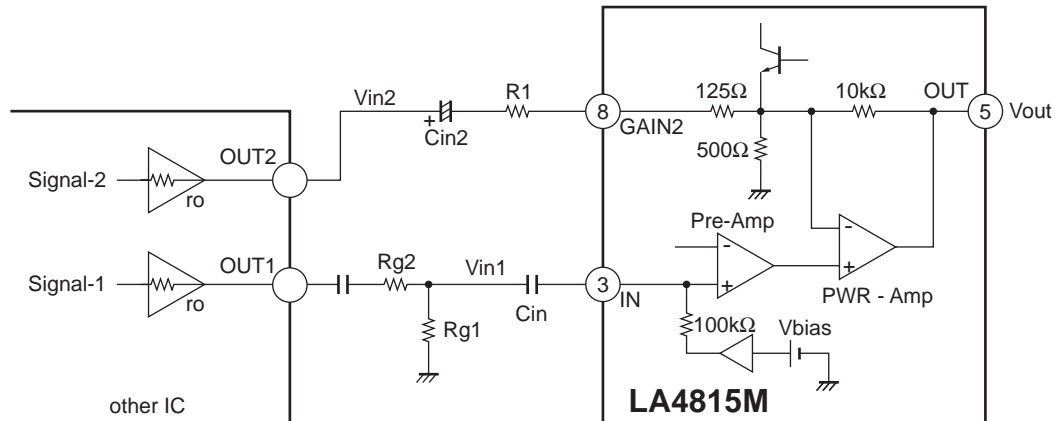 Vin2
R1
125Ω
10kΩ
OUT
8
5
Vout
+
Cin2
GAIN2
OUT2
500Ω
Signal-2
ro
Pre-Amp
-
-
OUT1
Rg2
Vin1
Signal-1
3
+
+
ro
IN
PWR - Amp
Cin
Rg1
100kΩ
Vbias
other IC
LA4815M